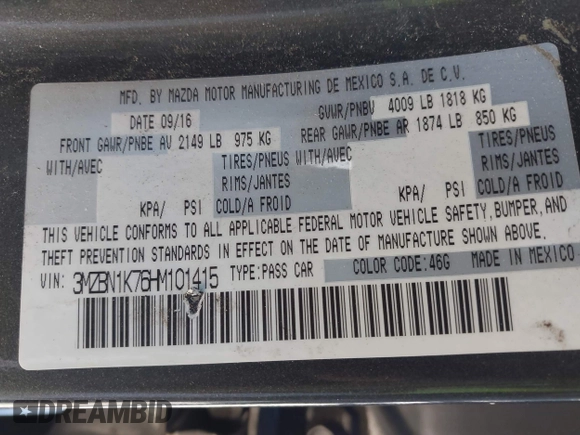 MFD. BY MAZDA MOTOR MANUFACTURING DE MEXICO S.A. DE C.V.
DATE 09/16 GVWR/PNBV 4009 LB 1818 KG
FRONT GAWR/PNBE AV 2149 LB 975 KG REAR GAWR/PNBE AR 1874 LB 850 KG
WITH/AVEC TIRES/PNEUS WITH/AVEC TIRES/PNEUS
RIMS/JANTES RIMS/JANTES
KPA/ PSI COLD/A FROID KPA/ PSI COLD/A FROID
THIS VEHICLE CONFORMS TO ALL APPLICABLE FEDERAL MOTOR VEHICLE SAFETY, BUMPER, AND
THEFT PREVENTION STANDARDS IN EFFECT ON THE DATE OF MANUFACTURE SHOWN ABOVE.
VIN: 3MZBN1K76HM101415 TYPE:PASS CAR COLOR CODE:46G MADE IN MEXICO
DREAMBID